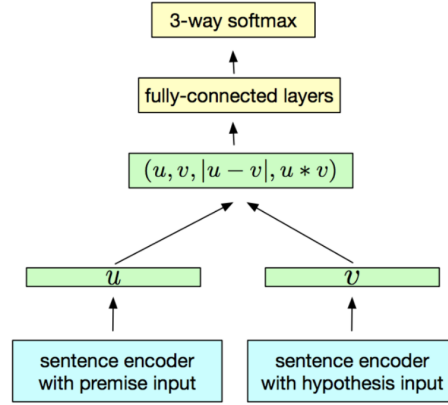 3-way softmax
fully-connected layers
(u, v, |u − v|, u ∗ v)
u
v
sentence encoder
with premise input
sentence encoder
with hypothesis input